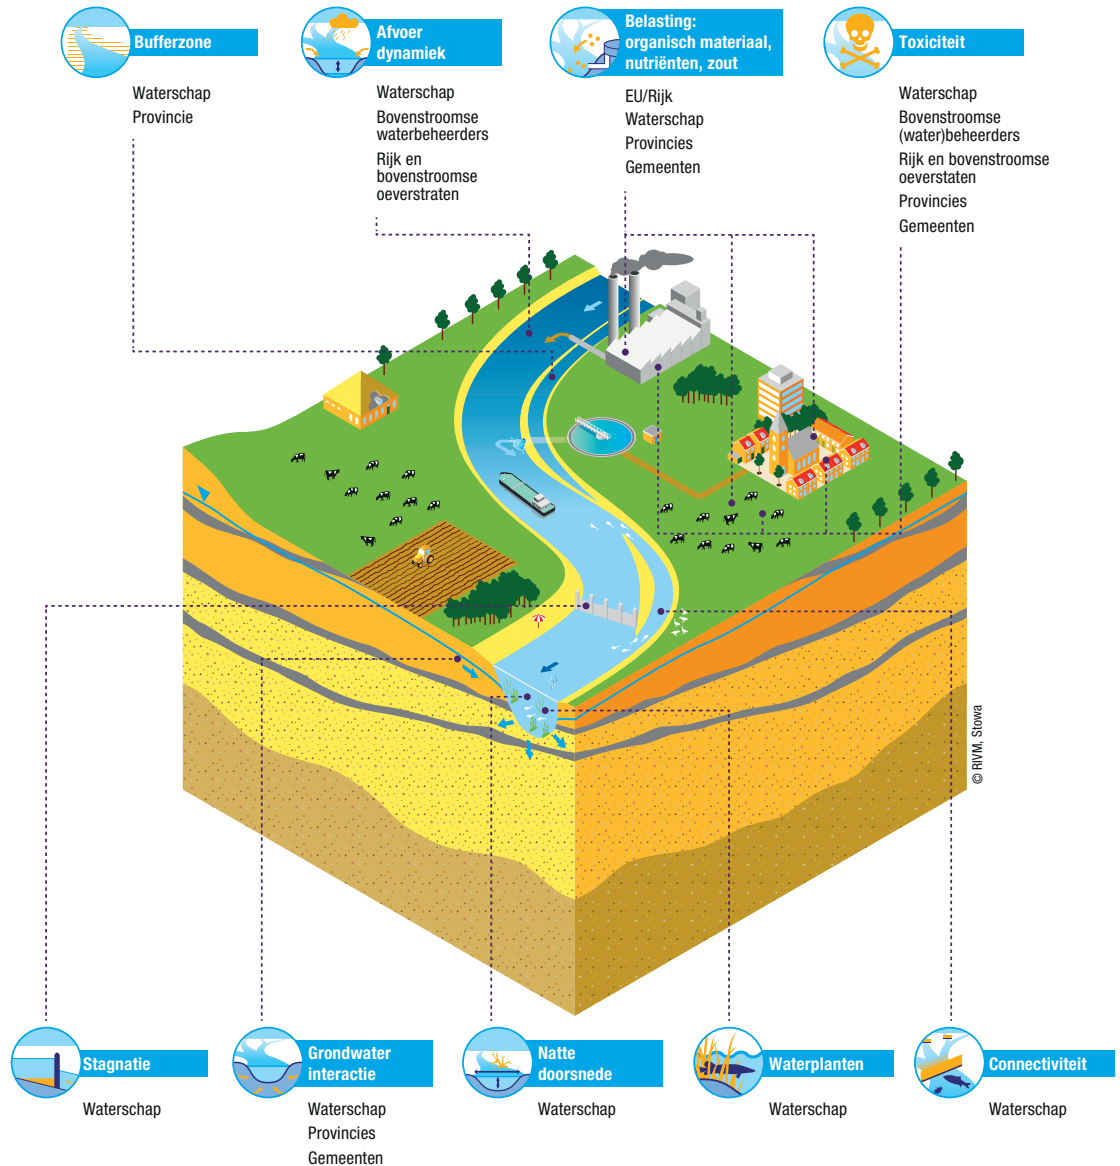 Bufferzone
Waterschap
Provincie
Afvoer
dynamiek
Waterschap
Bovenstroomse
waterbeheerders
Rijk en
bovenstroomse
oeverstraten
Belasting:
organisch materiaal,
nutriënten, zout
EU/Rijk
Waterschap
Provincies
Gemeenten
Toxiciteit
Waterschap
Bovenstroomse
(water)beheerders
Rijk en bovenstroomse
oeverstaten
Provincies
Gemeenten
© RIVM, Stowa
Stagnatie
Waterschap
Grondwater
interactie
Waterschap
Provincies
Gemeenten
Natte
doorsnede
Waterschap
Waterplanten
Waterschap
Connectiviteit
Waterschap